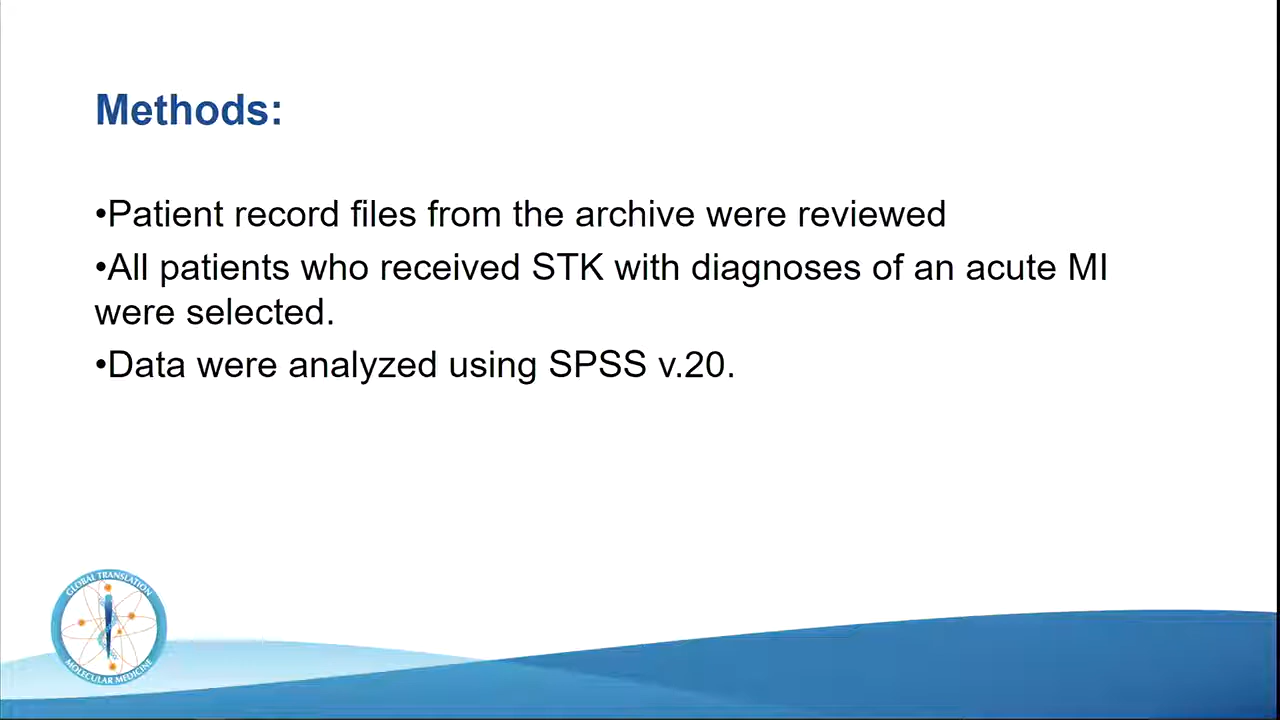 Methods:
•Patient record files from the archive were reviewed
•All patients who received STK with diagnoses of an acute MI
were selected.
•Data were analyzed using SPSS v.20.
GLOBAL TRANSLATION
MOLECULAR MEDICINE